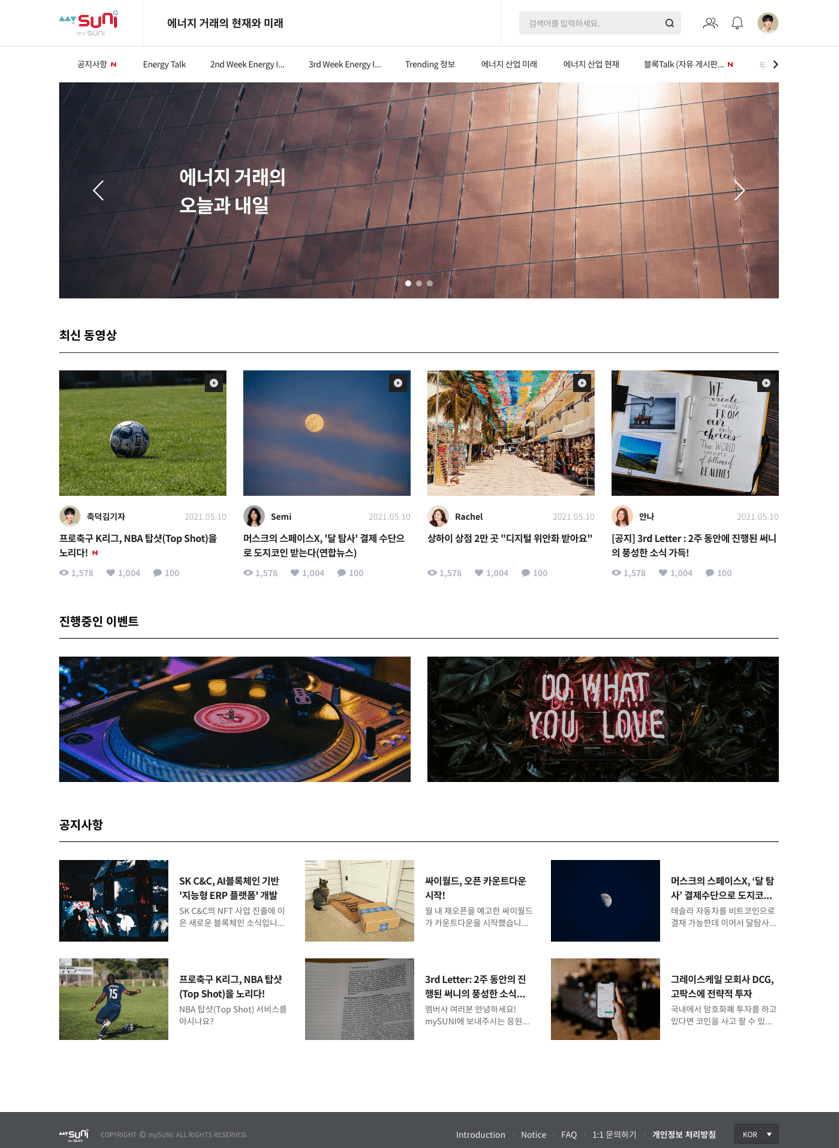 SUNI
my SUNI
에너지 거래의 현재와 미래
검색어를 입력하세요.
공지사항 N
Energy Talk
2nd Week Energy I...
3rd Week Energy I...
Trending 정보
에너지 산업 미래
에너지 산업 현재
블록Talk (자유 게시판... N
에너지 거래의
오늘과 내일
최신 동영상
WE
create
our
FROM
our
choices
The WORLD
REALITIES
축덕김기자 2021.05.10
프로축구 K리그, NBA 탑샷(Top Shot)을
노리다! N
1,578 1,004 100
Semi 2021.05.10
머스크의 스페이스X, '달 탐사' 결제 수단으
로 도지코인 받는다(연합뉴스)
1,578 1,004 100
Rachel 2021.05.10
상하이 상점 2만 곳 "디지털 위안화 받아요"
1,578 1,004 100
안나 2021.05.10
[공지] 3rd Letter : 2주 동안에 진행된 써니
의 풍성한 소식 가득!
1,578 1,004 100
진행중인 이벤트
DO WHAT
YOU LOVE
공지사항
SK C&C, AI블록체인 기반
'지능형 ERP 플랫폼' 개발
SK C&C의 NFT 사업 진출에 이
은 새로운 블록체인 소식입니...
싸이월드, 오픈 카운트다운
시작!
월 내 재오픈을 예고한 싸이월드
가 카운트다운을 시작했습니...
머스크의 스페이스X, '달 탐
사' 결제수단으로 도지코...
테슬라 자동차를 비트코인으로
결재 가능한데 이어서 달탐사...
15
프로축구 K리그, NBA 탑샷
(Top Shot)을 노리다!
NBA 탑샷(Top Shot) 서비스를
아시나요?
3rd Letter: 2주 동안의 진
행된 써니의 풍성한 소식...
멤버사 여러분 안녕하세요!
mySUNI에 보내주시는 응원...
그레이스케일 모회사 DCG,
고팍스에 전략적 투자
국내에서 암호화폐 투자를 하고
있다면 코인을 사고 팔 수 있...
SUNI
my SUNI
COPYRIGHT © mySUNI. ALL RIGHTS RESERVED.
Introduction
Notice
FAQ
1:1 문의하기
개인정보 처리방침
KOR